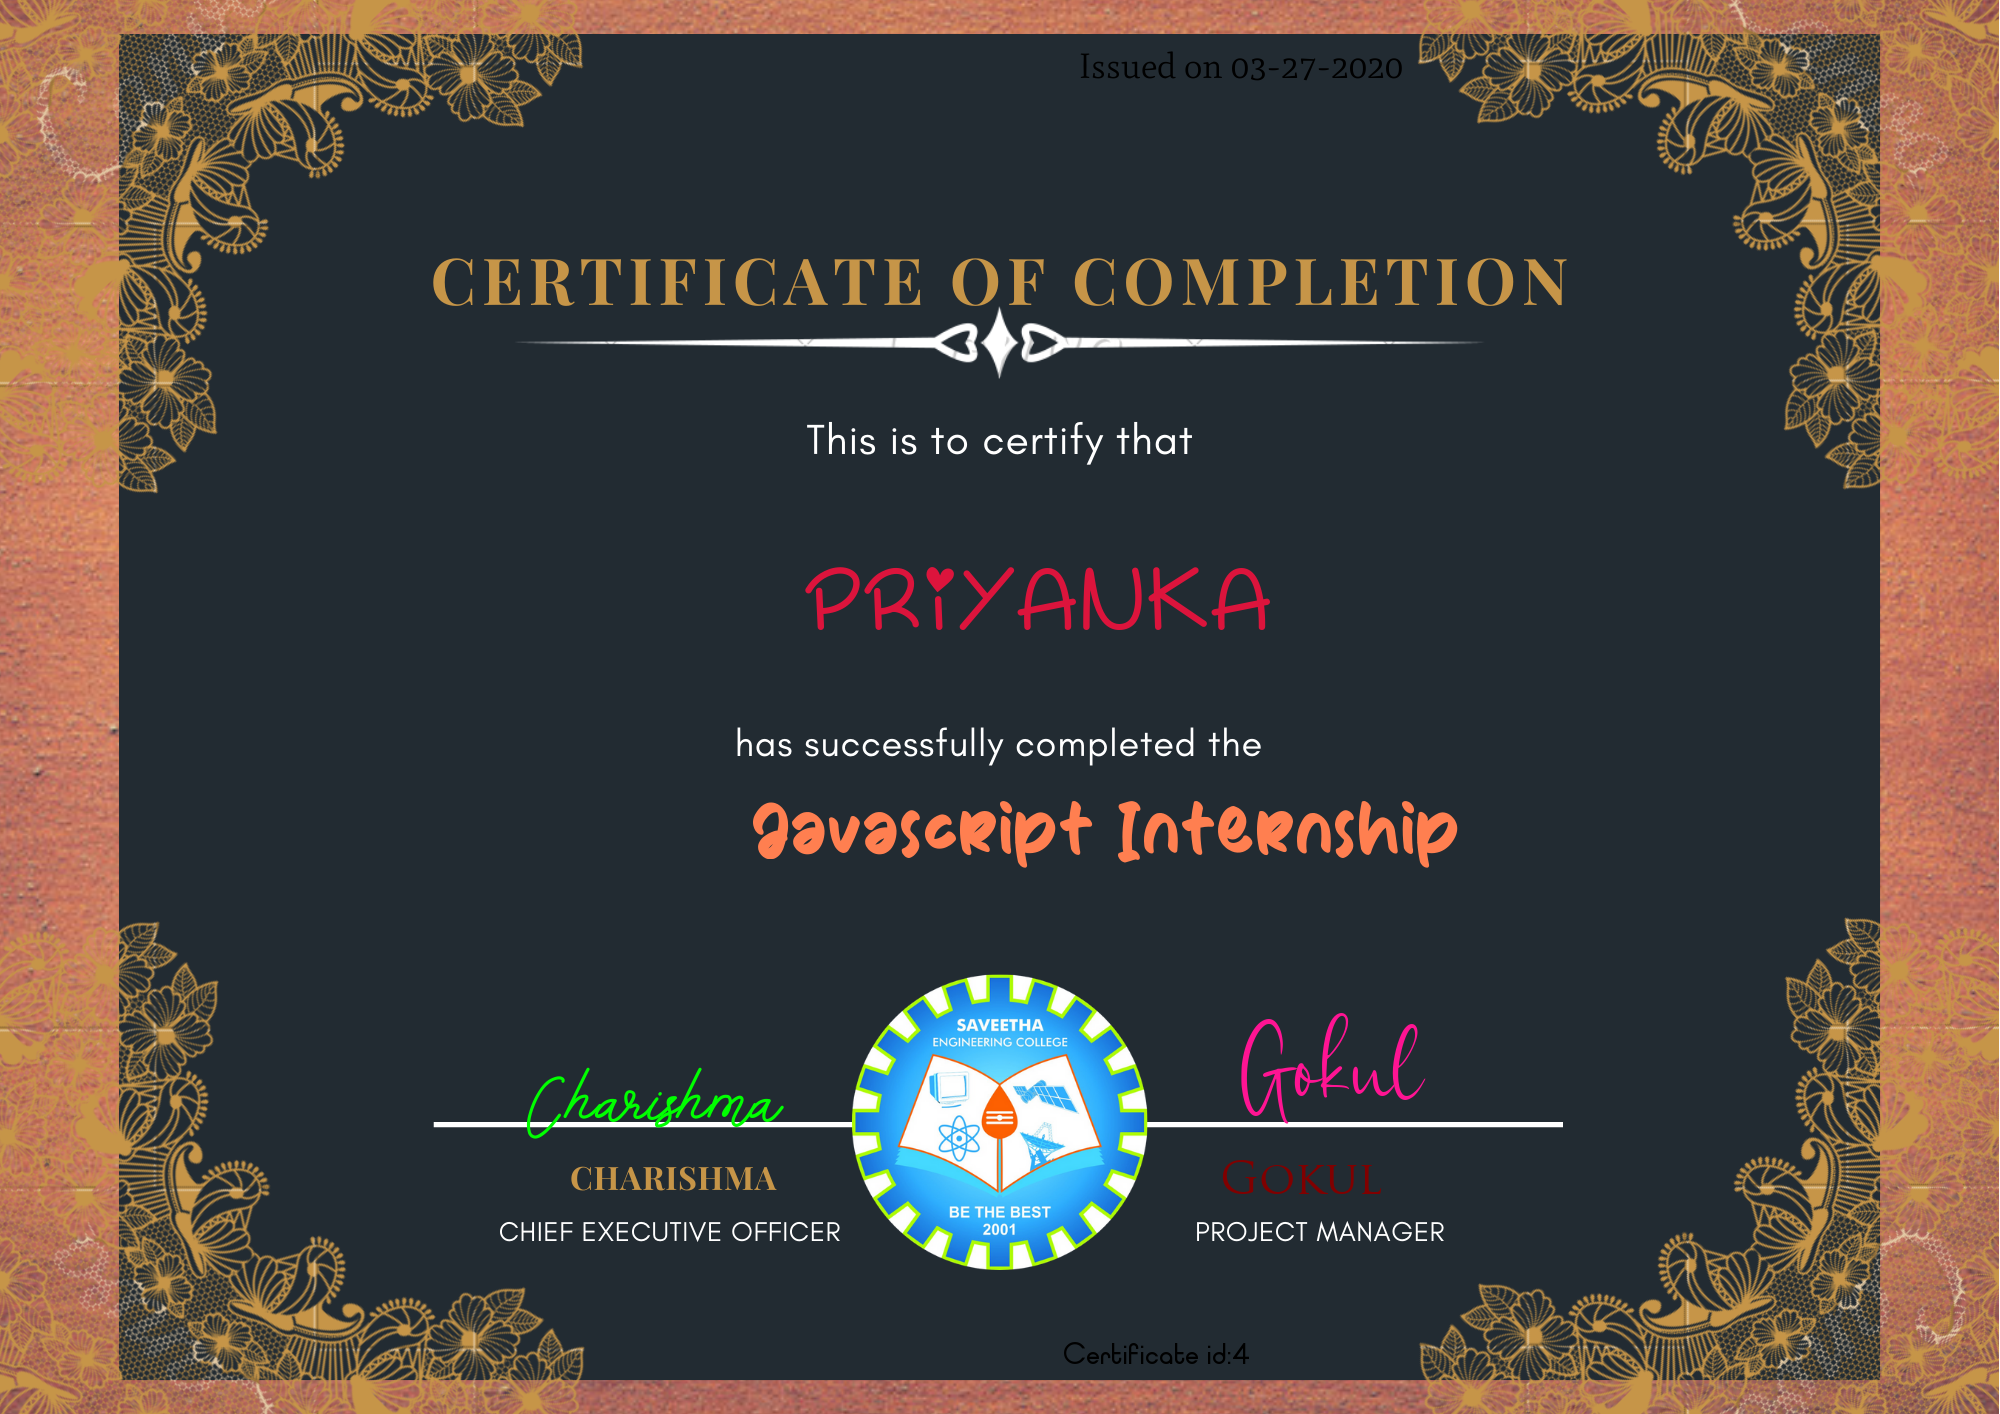 Issued on 03-27-2020
CERTIFICATE OF COMPLETION
This is to certify that
PRiYANKA
has successfully completed the
Javascript Internship
SAVEETHA
ENGINEERING COLLEGE
BE THE BEST
2001
Charishma
CHARISHMA
CHIEF EXECUTIVE OFFICER
Gokul
GOKUL
PROJECT MANAGER
Certificate id:4